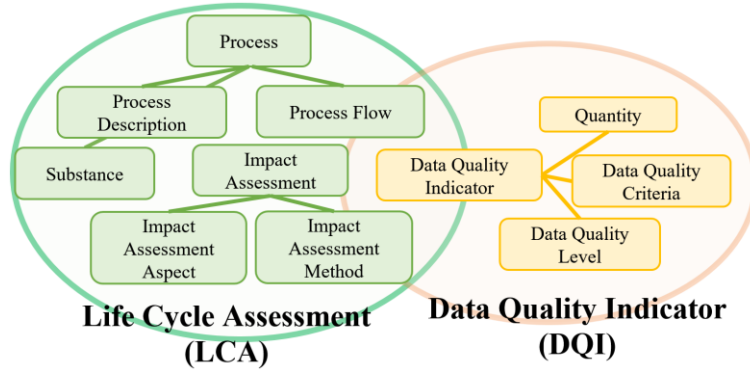 Process
Process
Description
Process Flow
Substance
Impact
Assessment
Impact
Assessment
Aspect
Impact
Assessment
Method
Quantity
Data Quality
Indicator
Data Quality
Criteria
Data Quality
Level
Life Cycle Assessment
(LCA)
Data Quality Indicator
(DQI)